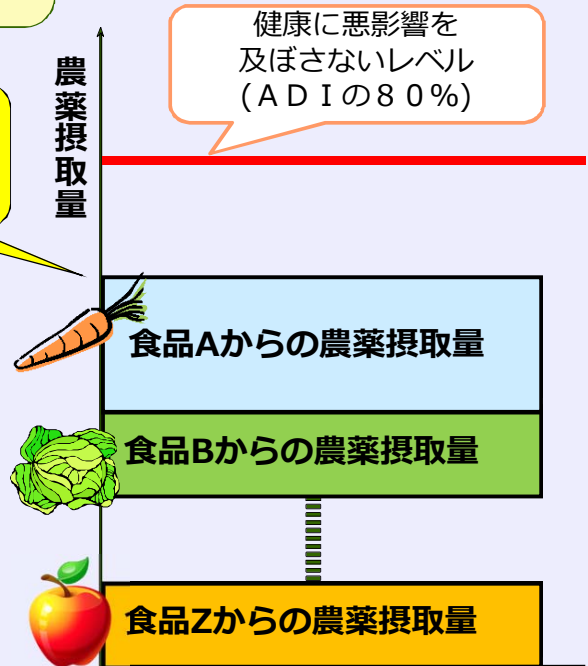 健康に悪影響を
及ぼさないレベル
(ＡＤＩの８０%)
農薬摂取量
食品Aからの農薬摂取量
食品Bからの農薬摂取量
食品Zからの農薬摂取量